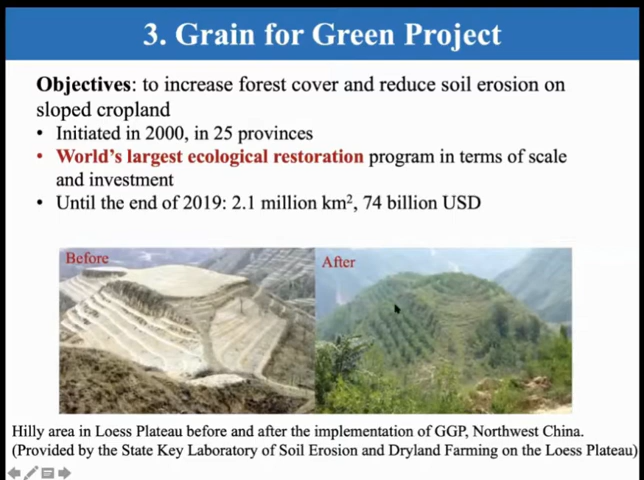 3. Grain for Green Project
Objectives: to increase forest cover and reduce soil erosion on
sloped cropland
• Initiated in 2000, in 25 provinces
• World's largest ecological restoration program in terms of scale
and investment
• Until the end of 2019: 2.1 million km², 74 billion USD
Before
After
Hilly area in Loess Plateau before and after the implementation of GGP, Northwest China.
(Provided by the State Key Laboratory of Soil Erosion and Dryland Farming on the Loess Plateau)